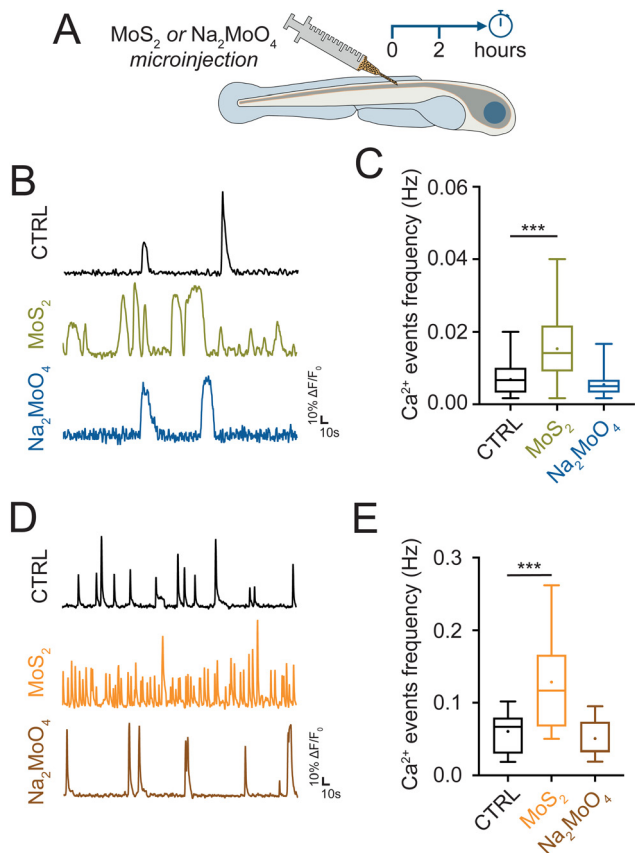 A
MoS₂ or Na₂MoO₄
microinjection
0 2 hours
B
CTRL
MoS₂
Na₂MoO₄
10% ΔF/F₀
10s
C
Ca²⁺ events frequency (Hz)
0.06
0.04
0.02
0.00
***
CTRL
MoS₂
Na₂MoO₄
D
CTRL
MoS₂
Na₂MoO₄
10% ΔF/F₀
10s
E
Ca²⁺ events frequency (Hz)
0.3
0.2
0.1
0.0
***
CTRL
MoS₂
Na₂MoO₄